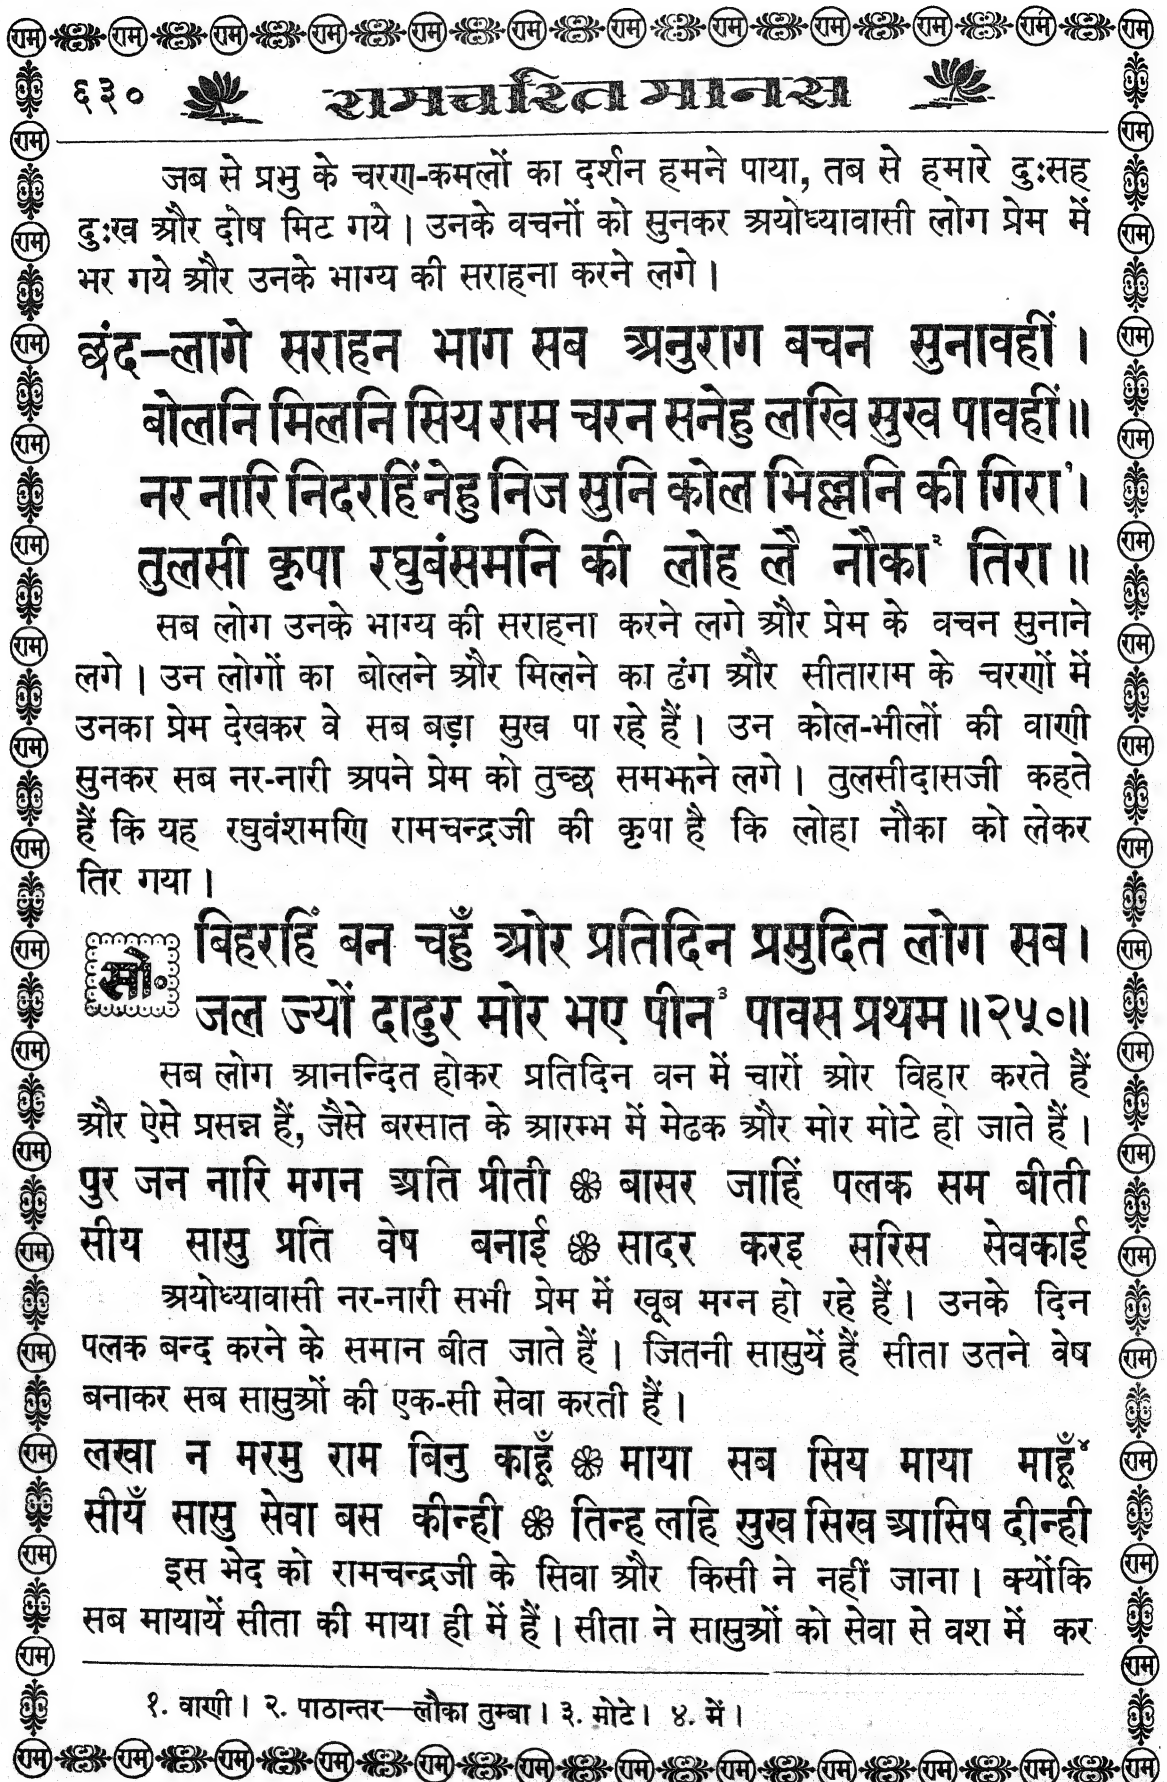 ६३० रामचरितमानस
जब से प्रभु के चरण-कमलों का दर्शन हमने पाया, तब से हमारे दुःसह
दुःख और दोष मिट गये। उनके वचनों को सुनकर अयोध्यावासी लोग प्रेम में
भर गये और उनके भाग्य की सराहना करने लगे।
छंद–लागे सराहन भाग सब अनुराग बचन सुनावहीं।
बोलनि मिलनि सिय राम चरन सनेहु लखि सुख पावहीं॥
नर नारि निदरहिं नेहु निज सुनि कोल भिल्लनि की गिरा१।
तुलसी कृपा रघुबंसमनि की लोह लै नौका२ तिरा॥
सब लोग उनके भाग्य की सराहना करने लगे और प्रेम के वचन सुनाने
लगे। उन लोगों का बोलने और मिलने का ढंग और सीताराम के चरणों में
उनका प्रेम देखकर वे सब बड़ा सुख पा रहे हैं। उन कोल-भीलों की वाणी
सुनकर सब नर-नारी अपने प्रेम को तुच्छ समझने लगे। तुलसीदासजी कहते
हैं कि यह रघुवंशमणि रामचन्द्रजी की कृपा है कि लोहा नौका को लेकर
तिर गया।
सो० बिहरहिं बन चहुँ ओर प्रतिदिन प्रमुदित लोग सब।
जल ज्यों दादुर मोर भए पीन३ पावस प्रथम॥२५०॥
सब लोग आनन्दित होकर प्रतिदिन वन में चारों ओर विहार करते हैं
और ऐसे प्रसन्न हैं, जैसे बरसात के आरम्भ में मेढक और मोर मोटे हो जाते हैं।
पुर जन नारि मगन अति प्रीती ❀ बासर जाहिं पलक सम बीती
सीय सासु प्रति वेष बनाई ❀ सादर करइ सरिस सेवकाई
अयोध्यावासी नर-नारी सभी प्रेम में खूब मग्न हो रहे हैं। उनके दिन
पलक बन्द करने के समान बीत जाते हैं। जितनी सासुयें हैं सीता उतने वेष
बनाकर सब सासुओं की एक-सी सेवा करती हैं।
लखा न मरमु राम बिनु काहूँ ❀ माया सब सिय माया माहूँ४
सीयँ सासु सेवा बस कीन्ही ❀ तिन्ह लहि सुख सिख आसिष दीन्ही
इस भेद को रामचन्द्रजी के सिवा और किसी ने नहीं जाना। क्योंकि
सब मायायें सीता की माया ही में हैं। सीता ने सासुओं को सेवा से वश में कर
१. वाणी। २. पाठान्तर—लौका तुम्बा। ३. मोटे। ४. में।